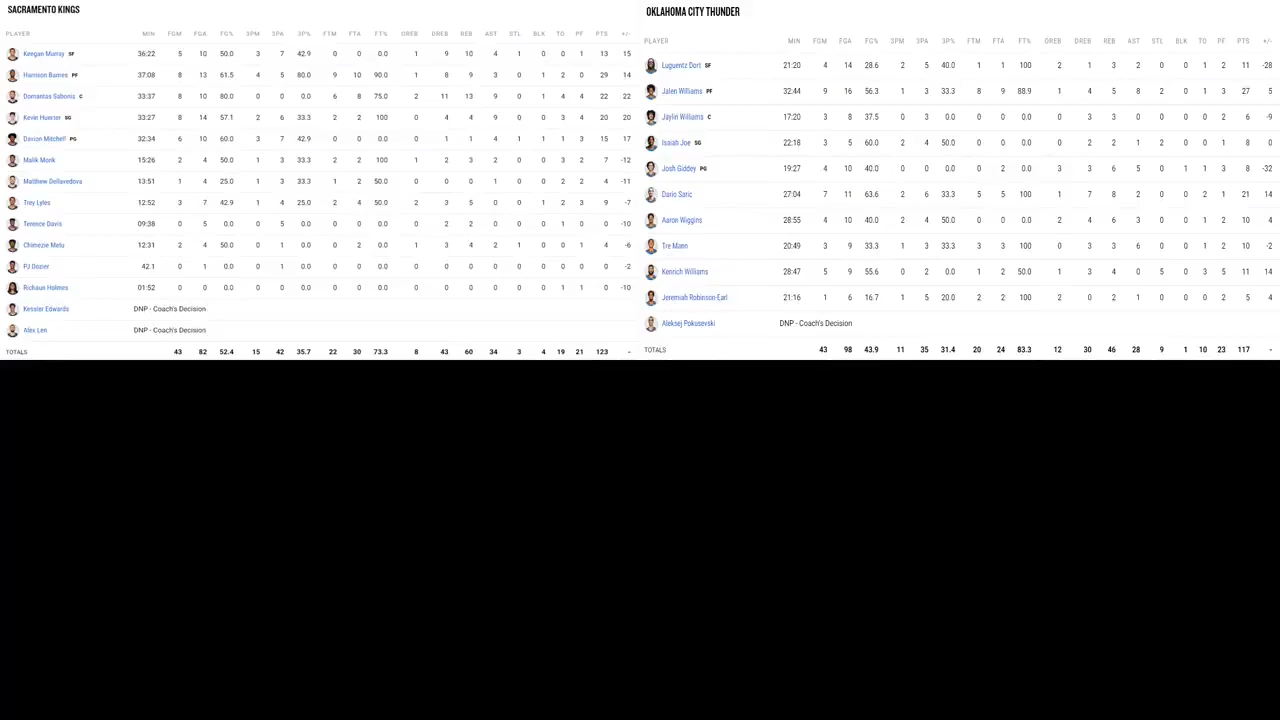 SACRAMENTO KINGS
PLAYER MIN FGM FGA FG% 3PM 3PA 3P% FTM FTA FT% OREB DREB REB AST STL BLK TO PF PTS +/-
Keegan Murray SF 36:22 5 10 50.0 3 7 42.9 0 0 0.0 1 9 10 4 1 0 0 1 13 15
Harrison Barnes PF 37:08 8 13 61.5 4 5 80.0 9 10 90.0 1 8 9 3 0 1 2 0 29 14
Domantas Sabonis C 33:37 8 10 80.0 0 0 0.0 6 8 75.0 2 11 13 9 0 1 4 4 22 22
Kevin Huerter SG 33:27 8 14 57.1 2 6 33.3 2 2 100 0 4 4 9 0 0 3 4 20 20
Davion Mitchell PG 32:34 6 10 60.0 3 7 42.9 0 0 0.0 0 1 1 4 1 1 1 3 15 17
Malik Monk 15:26 2 4 50.0 1 3 33.3 2 2 100 0 2 3 2 0 0 3 2 7 -12
Matthew Dellavedova 13:51 1 4 25.0 1 3 33.3 1 2 50.0 0 0 0 1 0 0 2 2 4 -11
Trey Lyles 12:52 3 7 42.9 1 4 25.0 2 4 50.0 2 3 5 0 0 1 2 3 9 -7
Terence Davis 09:38 0 5 0.0 0 5 0.0 0 0 0.0 0 2 2 0 0 0 1 0 0 -10
Chimezie Metu 12:31 2 4 50.0 0 1 0.0 0 2 0.0 1 3 4 2 1 0 0 1 4 -6
PJ Dozier 42.1 0 1 0.0 0 1 0.0 0 0 0.0 0 0 0 0 0 0 0 0 0 -2
Richaun Holmes 01:52 0 0 0.0 0 0 0.0 0 0 0.0 0 0 0 0 0 0 1 1 0 -10
Kessler Edwards DNP - Coach's Decision
Alex Len DNP - Coach's Decision
TOTALS 43 82 52.4 15 42 35.7 22 30 73.3 8 43 60 34 3 4 19 21 123 -
OKLAHOMA CITY THUNDER
PLAYER MIN FGM FGA FG% 3PM 3PA 3P% FTM FTA FT% OREB DREB REB AST STL BLK TO PF PTS +/-
Luguentz Dort SF 21:20 4 14 28.6 2 5 40.0 1 1 100 2 1 3 2 0 0 1 2 11 -28
Jalen Williams PF 32:44 9 16 56.3 1 3 33.3 8 9 88.9 1 4 5 8 2 0 1 3 27 5
Jaylin Williams C 17:20 3 8 37.5 0 3 0.0 0 0 0.0 0 3 3 0 0 0 0 2 6 -9
Isaiah Joe SG 22:18 3 5 60.0 2 4 50.0 0 0 0.0 0 2 2 1 2 0 0 1 8 0
Josh Giddey PG 19:27 4 10 40.0 0 1 0.0 0 2 0.0 3 3 6 5 0 1 1 3 8 -32
Dario Saric 27:04 7 11 63.6 2 6 33.3 5 5 100 1 7 8 2 0 0 2 1 21 14
Aaron Wiggins 28:55 4 10 40.0 2 4 50.0 0 0 0.0 2 4 6 3 0 0 1 2 10 4
Tre Mann 20:49 3 9 33.3 1 3 33.3 3 3 100 0 3 3 6 0 0 1 2 10 -2
Kenrich Williams 28:47 5 9 55.6 0 2 0.0 1 2 50.0 1 3 4 0 5 0 3 5 11 14
Jeremiah Robinson-Earl 21:16 1 6 16.7 1 5 20.0 2 2 100 2 0 2 1 0 0 0 2 5 4
Aleksej Pokusevski DNP - Coach's Decision
TOTALS 43 98 43.9 11 35 31.4 20 24 83.3 12 30 46 28 9 1 10 23 117 -